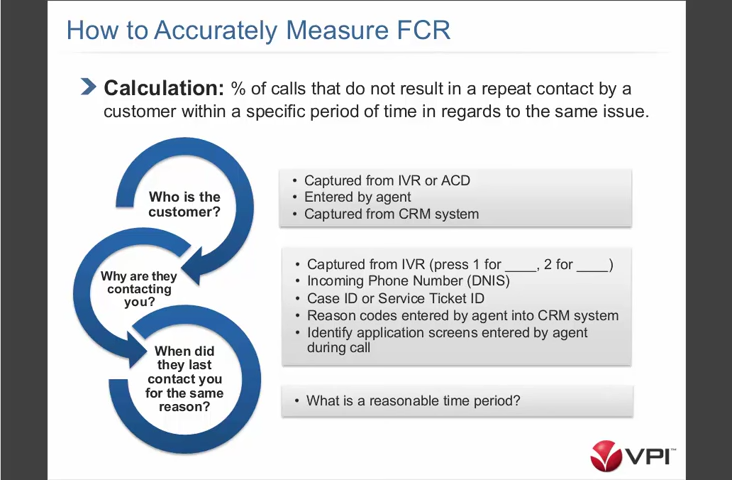 How to Accurately Measure FCR
Calculation: % of calls that do not result in a repeat contact by a
customer within a specific period of time in regards to the same issue.
Who is the
customer?
• Captured from IVR or ACD
• Entered by agent
• Captured from CRM system
Why are they
contacting
you?
• Captured from IVR (press 1 for ____, 2 for ____)
• Incoming Phone Number (DNIS)
• Case ID or Service Ticket ID
• Reason codes entered by agent into CRM system
• Identify application screens entered by agent
during call
When did
they last
contact you
for the same
reason?
• What is a reasonable time period?
VPI™